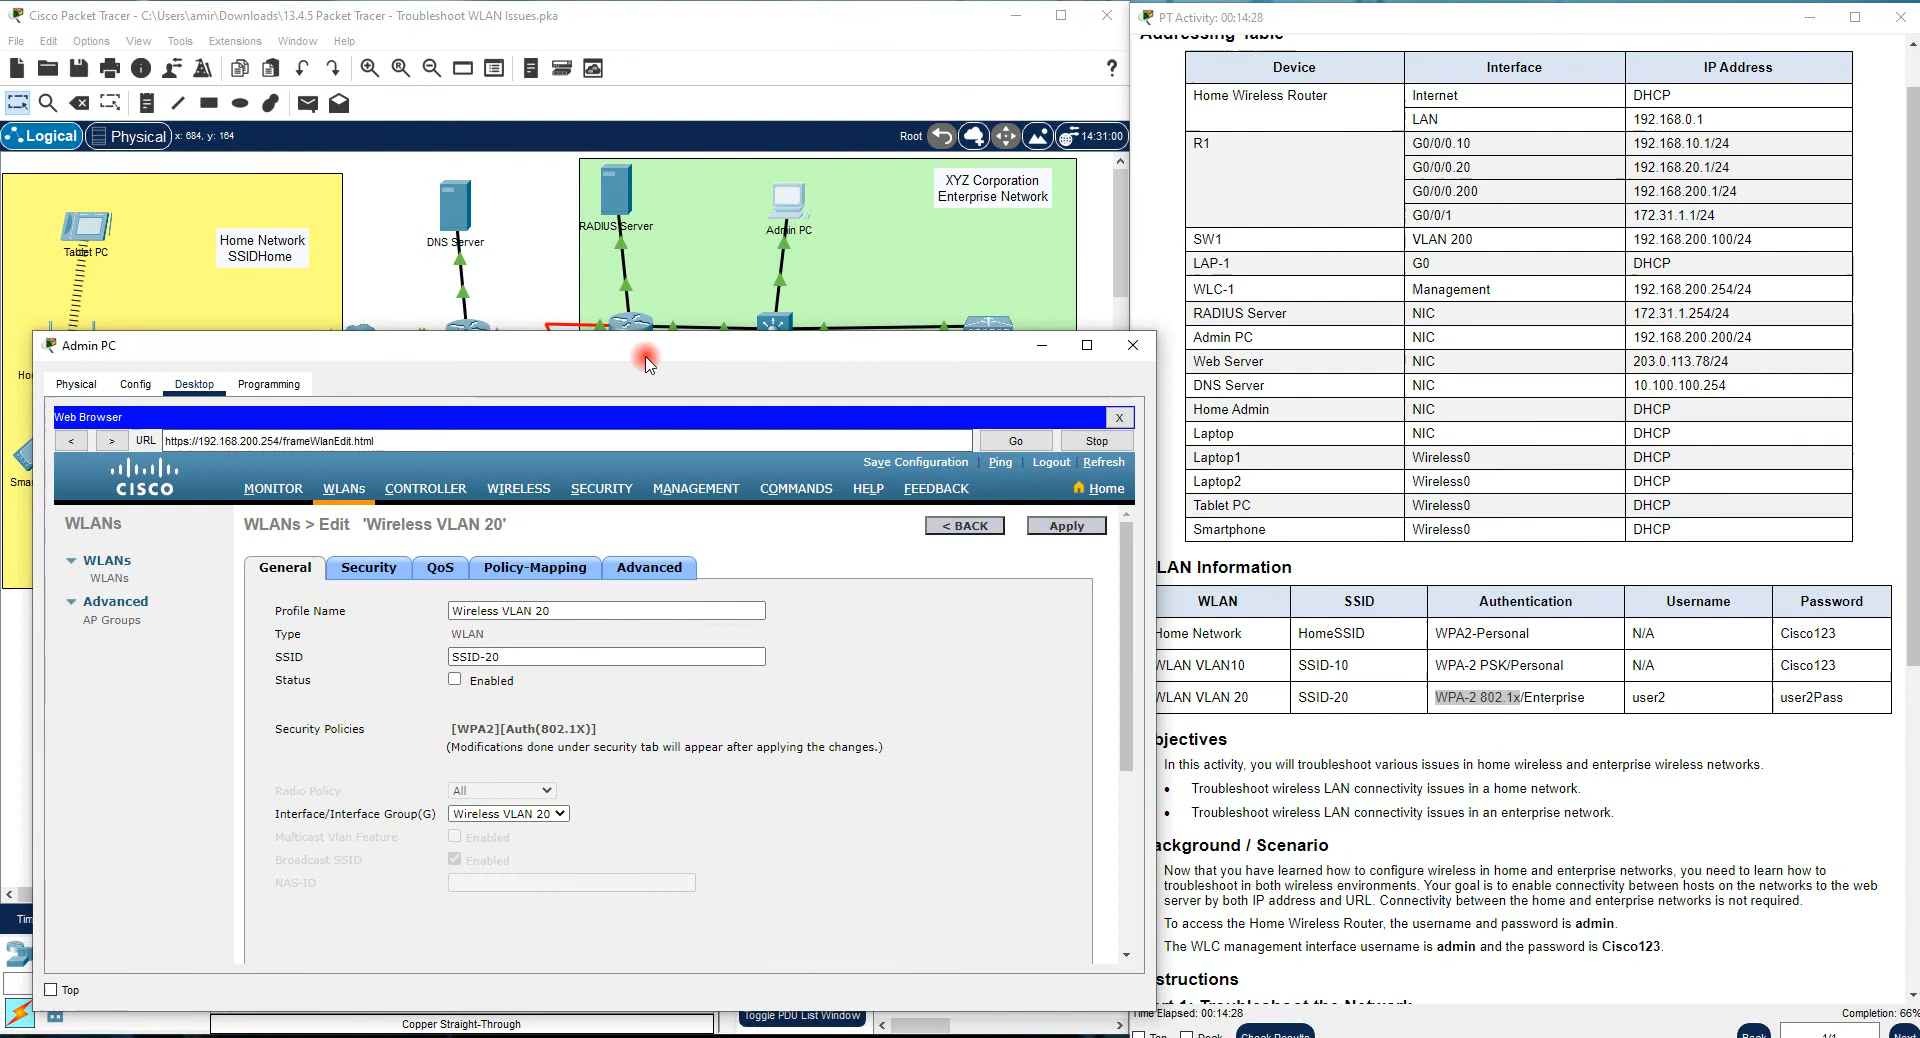 Cisco Packet Tracer - C:\Users\amir\Downloads\13.4.5 Packet Tracer - Troubleshoot WLAN Issues.pka
File Edit Options View Tools Extensions Window Help
?
Logical Physical x: 684, y: 164
Root 14:31:00
Tablet PC
Home Network
SSIDHome
DNS Server
RADIUS Server
Admin PC
XYZ Corporation
Enterprise Network
Admin PC
Physical Config Desktop Programming
Web Browser X
< > URL https://192.168.200.254/frameWlanEdit.html Go Stop
Save Configuration Ping Logout Refresh
CISCO
MONITOR WLANs CONTROLLER WIRELESS SECURITY MANAGEMENT COMMANDS HELP FEEDBACK Home
WLANs
WLANs
WLANs
Advanced
AP Groups
WLANs > Edit 'Wireless VLAN 20'
< BACK Apply
General Security QoS Policy-Mapping Advanced
Profile Name Wireless VLAN 20
Type WLAN
SSID SSID-20
Status Enabled
Security Policies [WPA2][Auth(802.1X)]
(Modifications done under security tab will appear after applying the changes.)
Radio Policy All
Interface/Interface Group(G) Wireless VLAN 20
Multicast Vlan Feature Enabled
Broadcast SSID Enabled
NAS-ID
Top
Copper Straight-Through
Toggle PDU List Window
PT Activity: 00:14:28
Addressing Table
Device Interface IP Address
Home Wireless Router Internet DHCP
LAN 192.168.0.1
R1 G0/0/0.10 192.168.10.1/24
G0/0/0.20 192.168.20.1/24
G0/0/0.200 192.168.200.1/24
G0/0/1 172.31.1.1/24
SW1 VLAN 200 192.168.200.100/24
LAP-1 G0 DHCP
WLC-1 Management 192.168.200.254/24
RADIUS Server NIC 172.31.1.254/24
Admin PC NIC 192.168.200.200/24
Web Server NIC 203.0.113.78/24
DNS Server NIC 10.100.100.254
Home Admin NIC DHCP
Laptop NIC DHCP
Laptop1 Wireless0 DHCP
Laptop2 Wireless0 DHCP
Tablet PC Wireless0 DHCP
Smartphone Wireless0 DHCP
LAN Information
WLAN SSID Authentication Username Password
Home Network HomeSSID WPA2-Personal N/A Cisco123
WLAN VLAN10 SSID-10 WPA-2 PSK/Personal N/A Cisco123
WLAN VLAN 20 SSID-20 WPA-2 802.1x/Enterprise user2 user2Pass
bjectives
In this activity, you will troubleshoot various issues in home wireless and enterprise wireless networks.
• Troubleshoot wireless LAN connectivity issues in a home network.
• Troubleshoot wireless LAN connectivity issues in an enterprise network.
ackground / Scenario
Now that you have learned how to configure wireless in home and enterprise networks, you need to learn how to
troubleshoot in both wireless environments. Your goal is to enable connectivity between hosts on the networks to the web
server by both IP address and URL. Connectivity between the home and enterprise networks is not required.
To access the Home Wireless Router, the username and password is admin.
The WLC management interface username is admin and the password is Cisco123.
structions
Time Elapsed: 00:14:28 Completion: 66%
Top Dock Check Results Back 1/1 Next